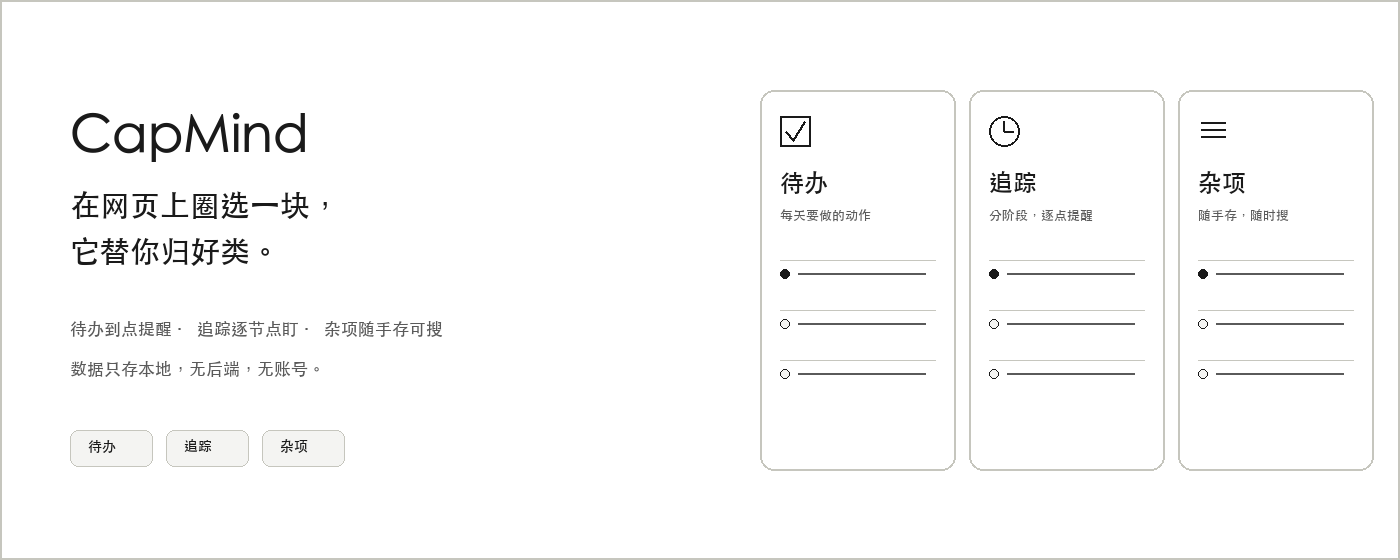 CapMind
在网页上圈选一块，
它替你归好类。
待办到点提醒 · 追踪逐节点盯 · 杂项随手存可搜
数据只存本地，无后端，无账号。
待办
追踪
杂项
待办
每天要做的动作
追踪
分阶段，逐点提醒
杂项
随手存，随时搜